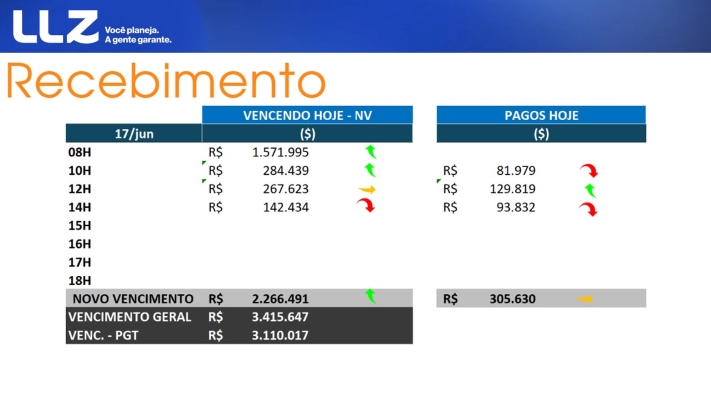 LLZ Você planeja.
A gente garante.
Recebimento
VENCENDO HOJE - NV PAGOS HOJE
17/jun ($) ($)
08H R$ 1.571.995
10H R$ 284.439 R$ 81.979
12H R$ 267.623 R$ 129.819
14H R$ 142.434 R$ 93.832
15H
16H
17H
18H
NOVO VENCIMENTO R$ 2.266.491 R$ 305.630
VENCIMENTO GERAL R$ 3.415.647
VENC. - PGT R$ 3.110.017